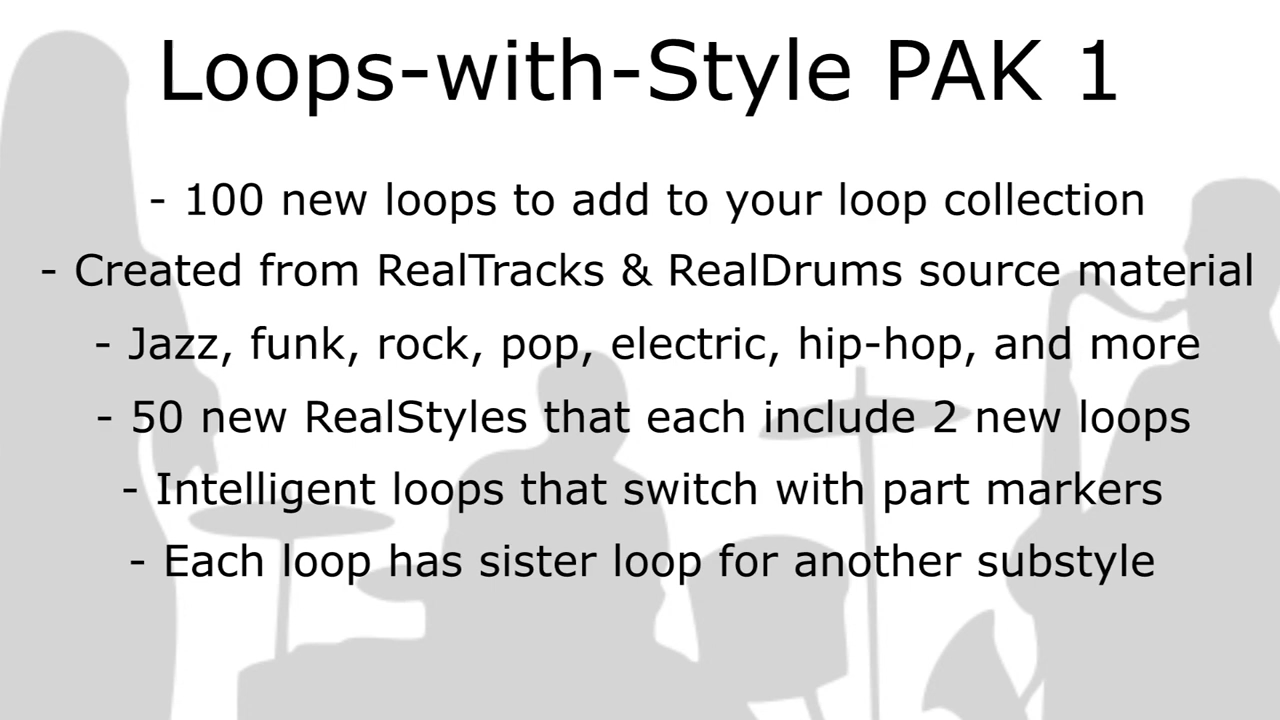 Loops-with-Style PAK 1
- 100 new loops to add to your loop collection
- Created from RealTracks & RealDrums source material
- Jazz, funk, rock, pop, electric, hip-hop, and more
- 50 new RealStyles that each include 2 new loops
- Intelligent loops that switch with part markers
- Each loop has sister loop for another substyle